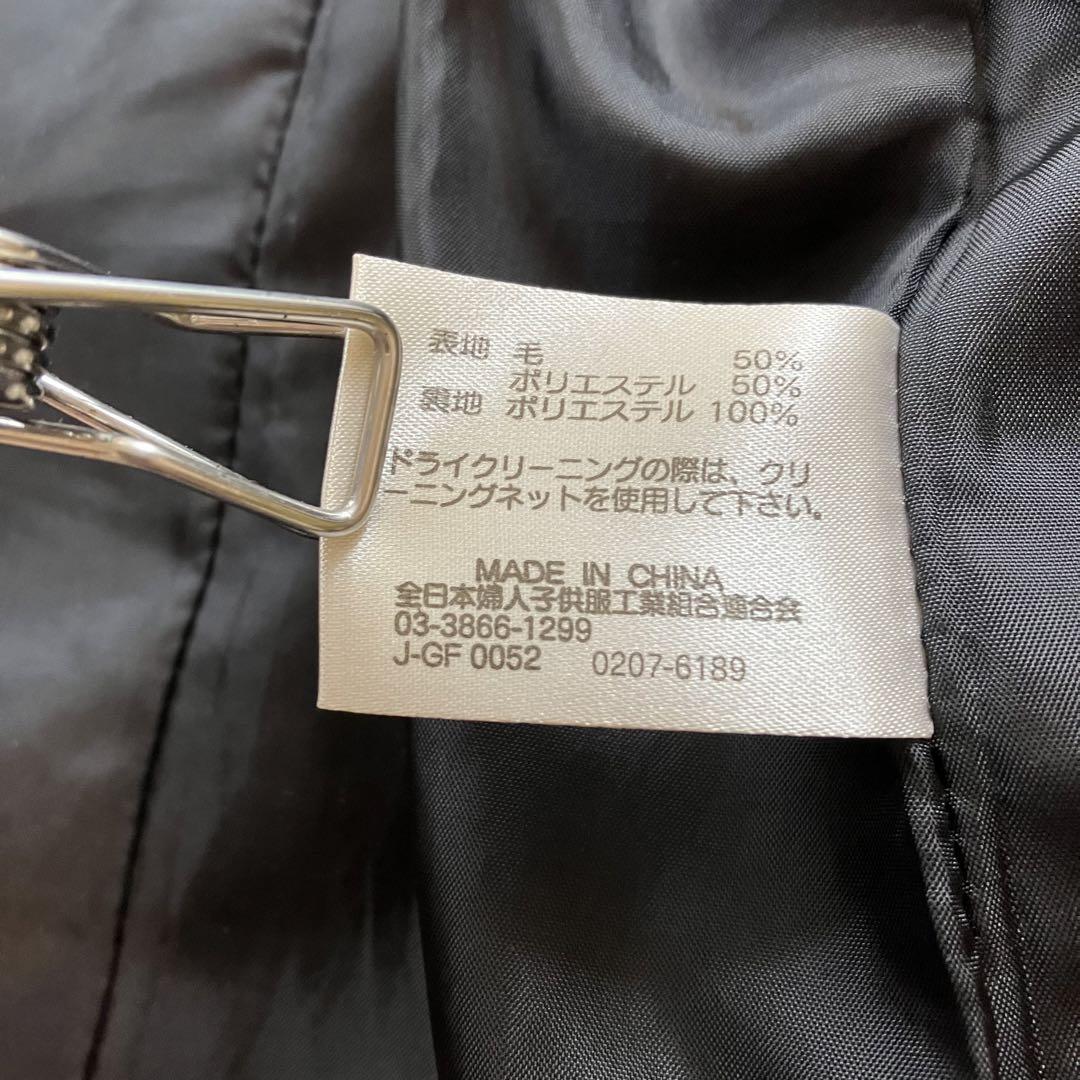 表地 毛 50%
ポリエステル 50%
裏地 ポリエステル 100%
ドライクリーニングの際は、クリ
ーニングネットを使用して下さい。
MADE IN CHINA
全日本婦人子供服工業組合連合会
03-3866-1299
J-GF 0052 0207-6189